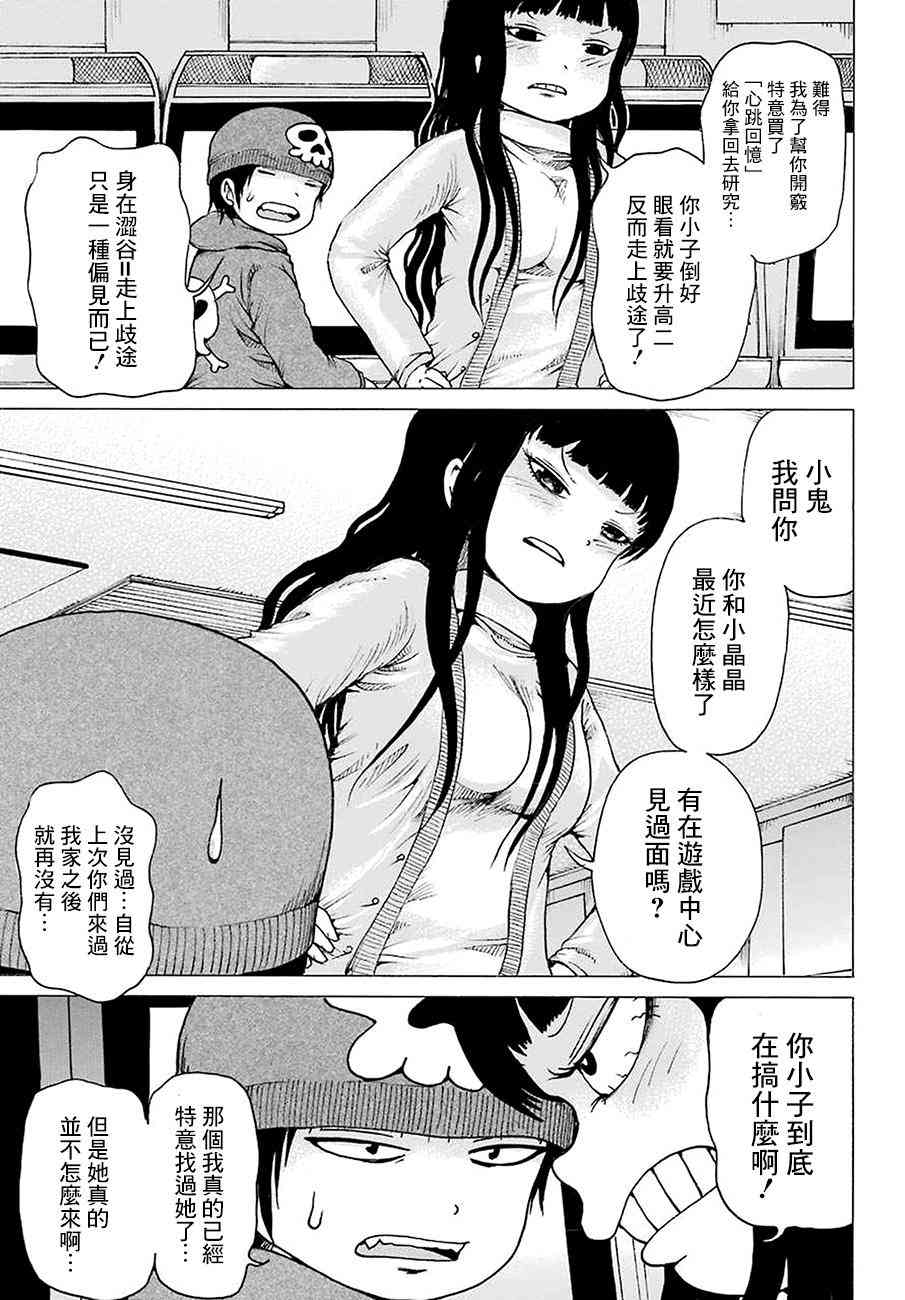 難得
我為了幫你開竅
特意買了
「心跳回憶」
給你拿回去研究…
你小子倒好
眼看就要升高二
反而走上歧途了！
身在澀谷=走上歧途
只是一種偏見而已！
小鬼
我問你
你和小晶晶
最近怎麼樣了
有在遊戲中心
見過面嗎？
沒見過…自從
上次你們來過
我家之後
就再沒有…
你小子到底
在搞什麼啊！
那個我真的已經
特意找過她了…
但是她真的
並不怎麼來啊…